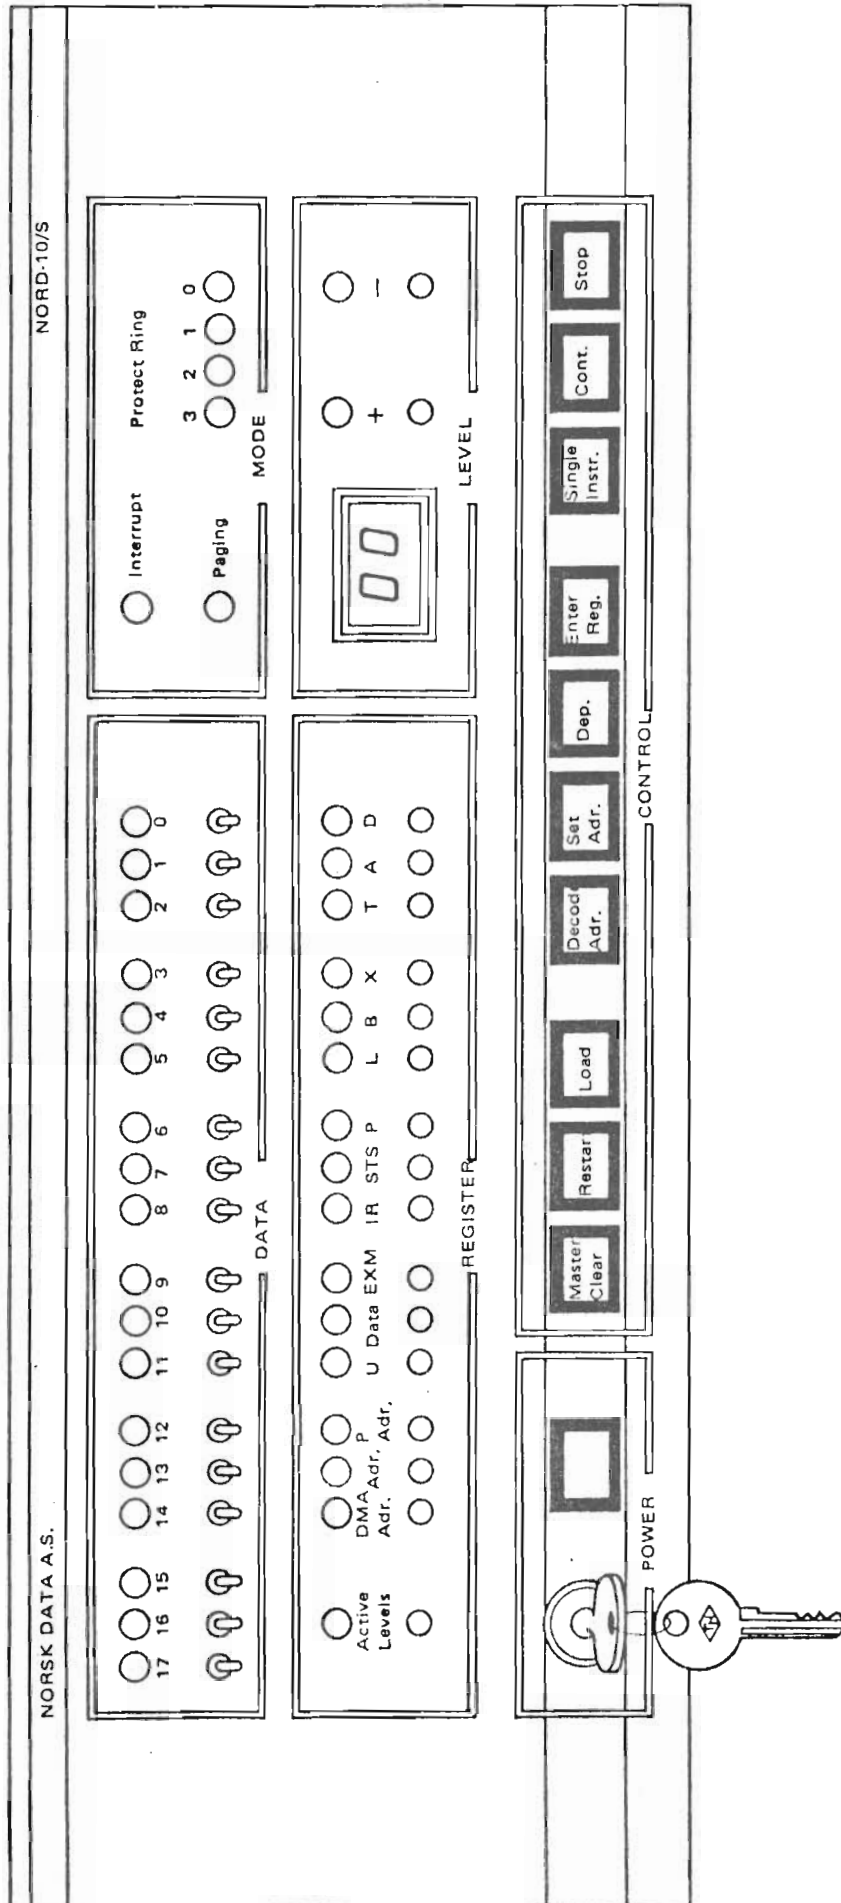 NORSK DATA A.S. NORD-10/S
17 16 15 14 13 12 11 10 9 8 7 6 5 4 3 2 1 0
DATA
Interrupt Protect Ring
3 2 1 0
Paging
MODE
Active Levels DMA Adr. Adr. P Adr. U Data EXM IR STS P L B X T A D
REGISTER
00 + -
LEVEL
POWER
Master Clear Restar Load Decode Adr. Set Adr. Dep. Enter Reg. Single Instr. Cont. Stop
CONTROL